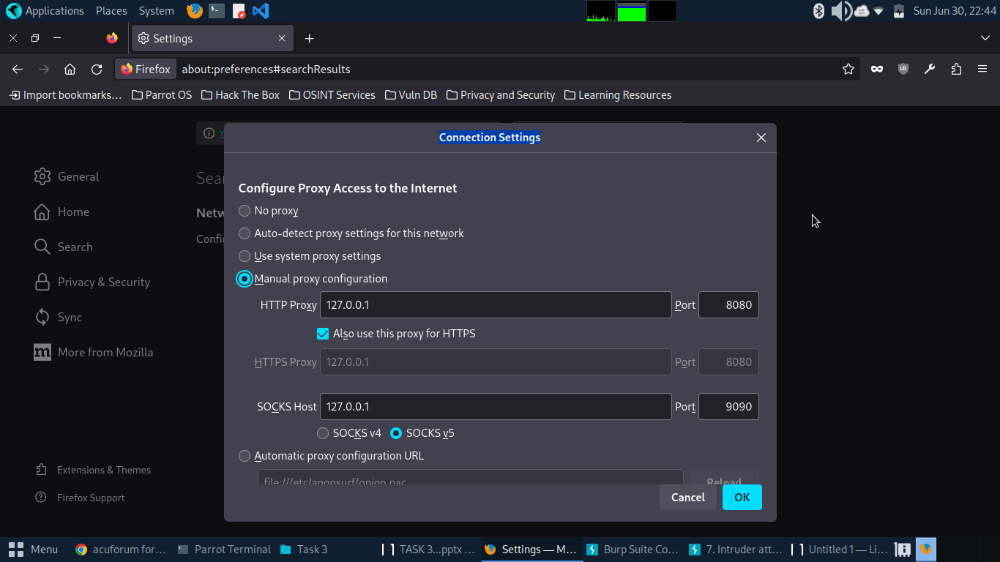 Applications Places System Sun Jun 30, 22:44
Settings
Firefox about:preferences#searchResults
Import bookmarks... Parrot OS Hack The Box OSINT Services Vuln DB Privacy and Security Learning Resources
Connection Settings
General
Home
Search
Privacy & Security
Sync
m More from Mozilla
Extensions & Themes
Firefox Support
Configure Proxy Access to the Internet
No proxy
Auto-detect proxy settings for this network
Use system proxy settings
Manual proxy configuration
HTTP Proxy 127.0.0.1 Port 8080
Also use this proxy for HTTPS
HTTPS Proxy 127.0.0.1 Port 8080
SOCKS Host 127.0.0.1 Port 9090
SOCKS v4 SOCKS v5
Automatic proxy configuration URL
file:///etc/anonsurf/onion.pac Reload
Cancel OK
Menu acuforum for... Parrot Terminal Task 3 TASK 3...pptx ... Settings — M... Burp Suite Co... 7. Intruder att... Untitled 1 — Li...